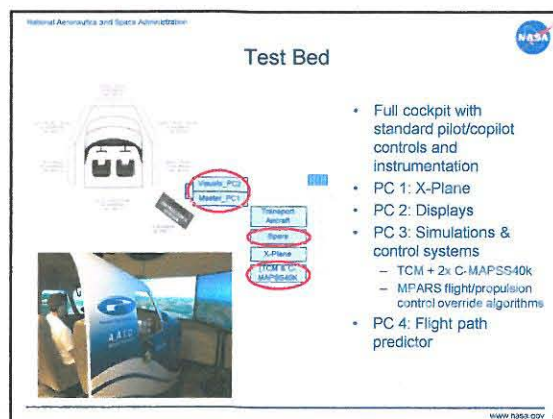 National Aeronautics and Space Administration
NASA
Test Bed
Visuals_PC2
Master_PC1
Transport
Aircraft
Spare
X-Plane
TCM & C-
MAPSS40k
• Full cockpit with
standard pilot/copilot
controls and
instrumentation
• PC 1: X-Plane
• PC 2: Displays
• PC 3: Simulations &
control systems
– TCM + 2x C-MAPSS40k
– MPARS flight/propulsion
control override algorithms
• PC 4: Flight path
predictor
www.nasa.gov